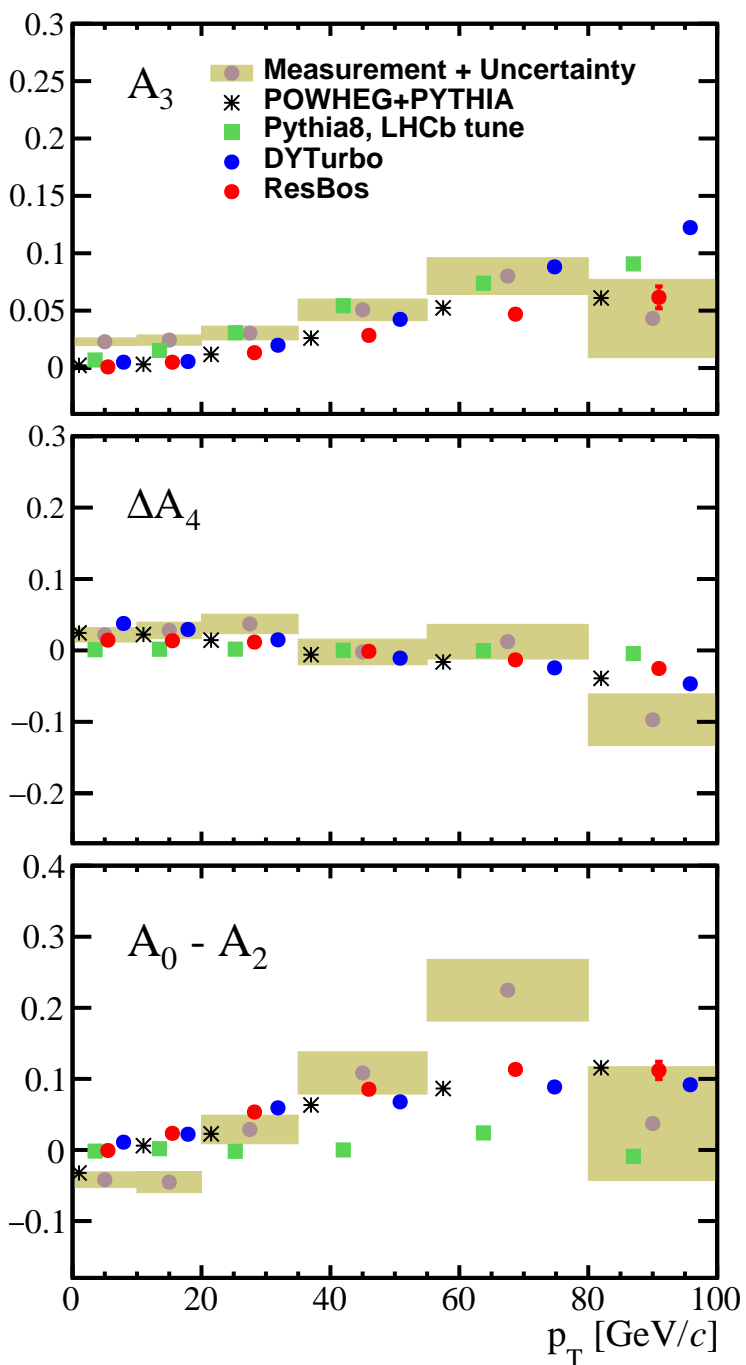 0.3
0.25
0.2
0.15
0.1
0.05
0
A3
Measurement + Uncertainty
POWHEG+PYTHIA
Pythia8, LHCb tune
DYTurbo
ResBos
0.3
0.2
0.1
0
−0.1
−0.2
ΔA4
0.4
0.3
0.2
0.1
0
−0.1
A0 - A2
0 20 40 60 80 100
pT [GeV/c]